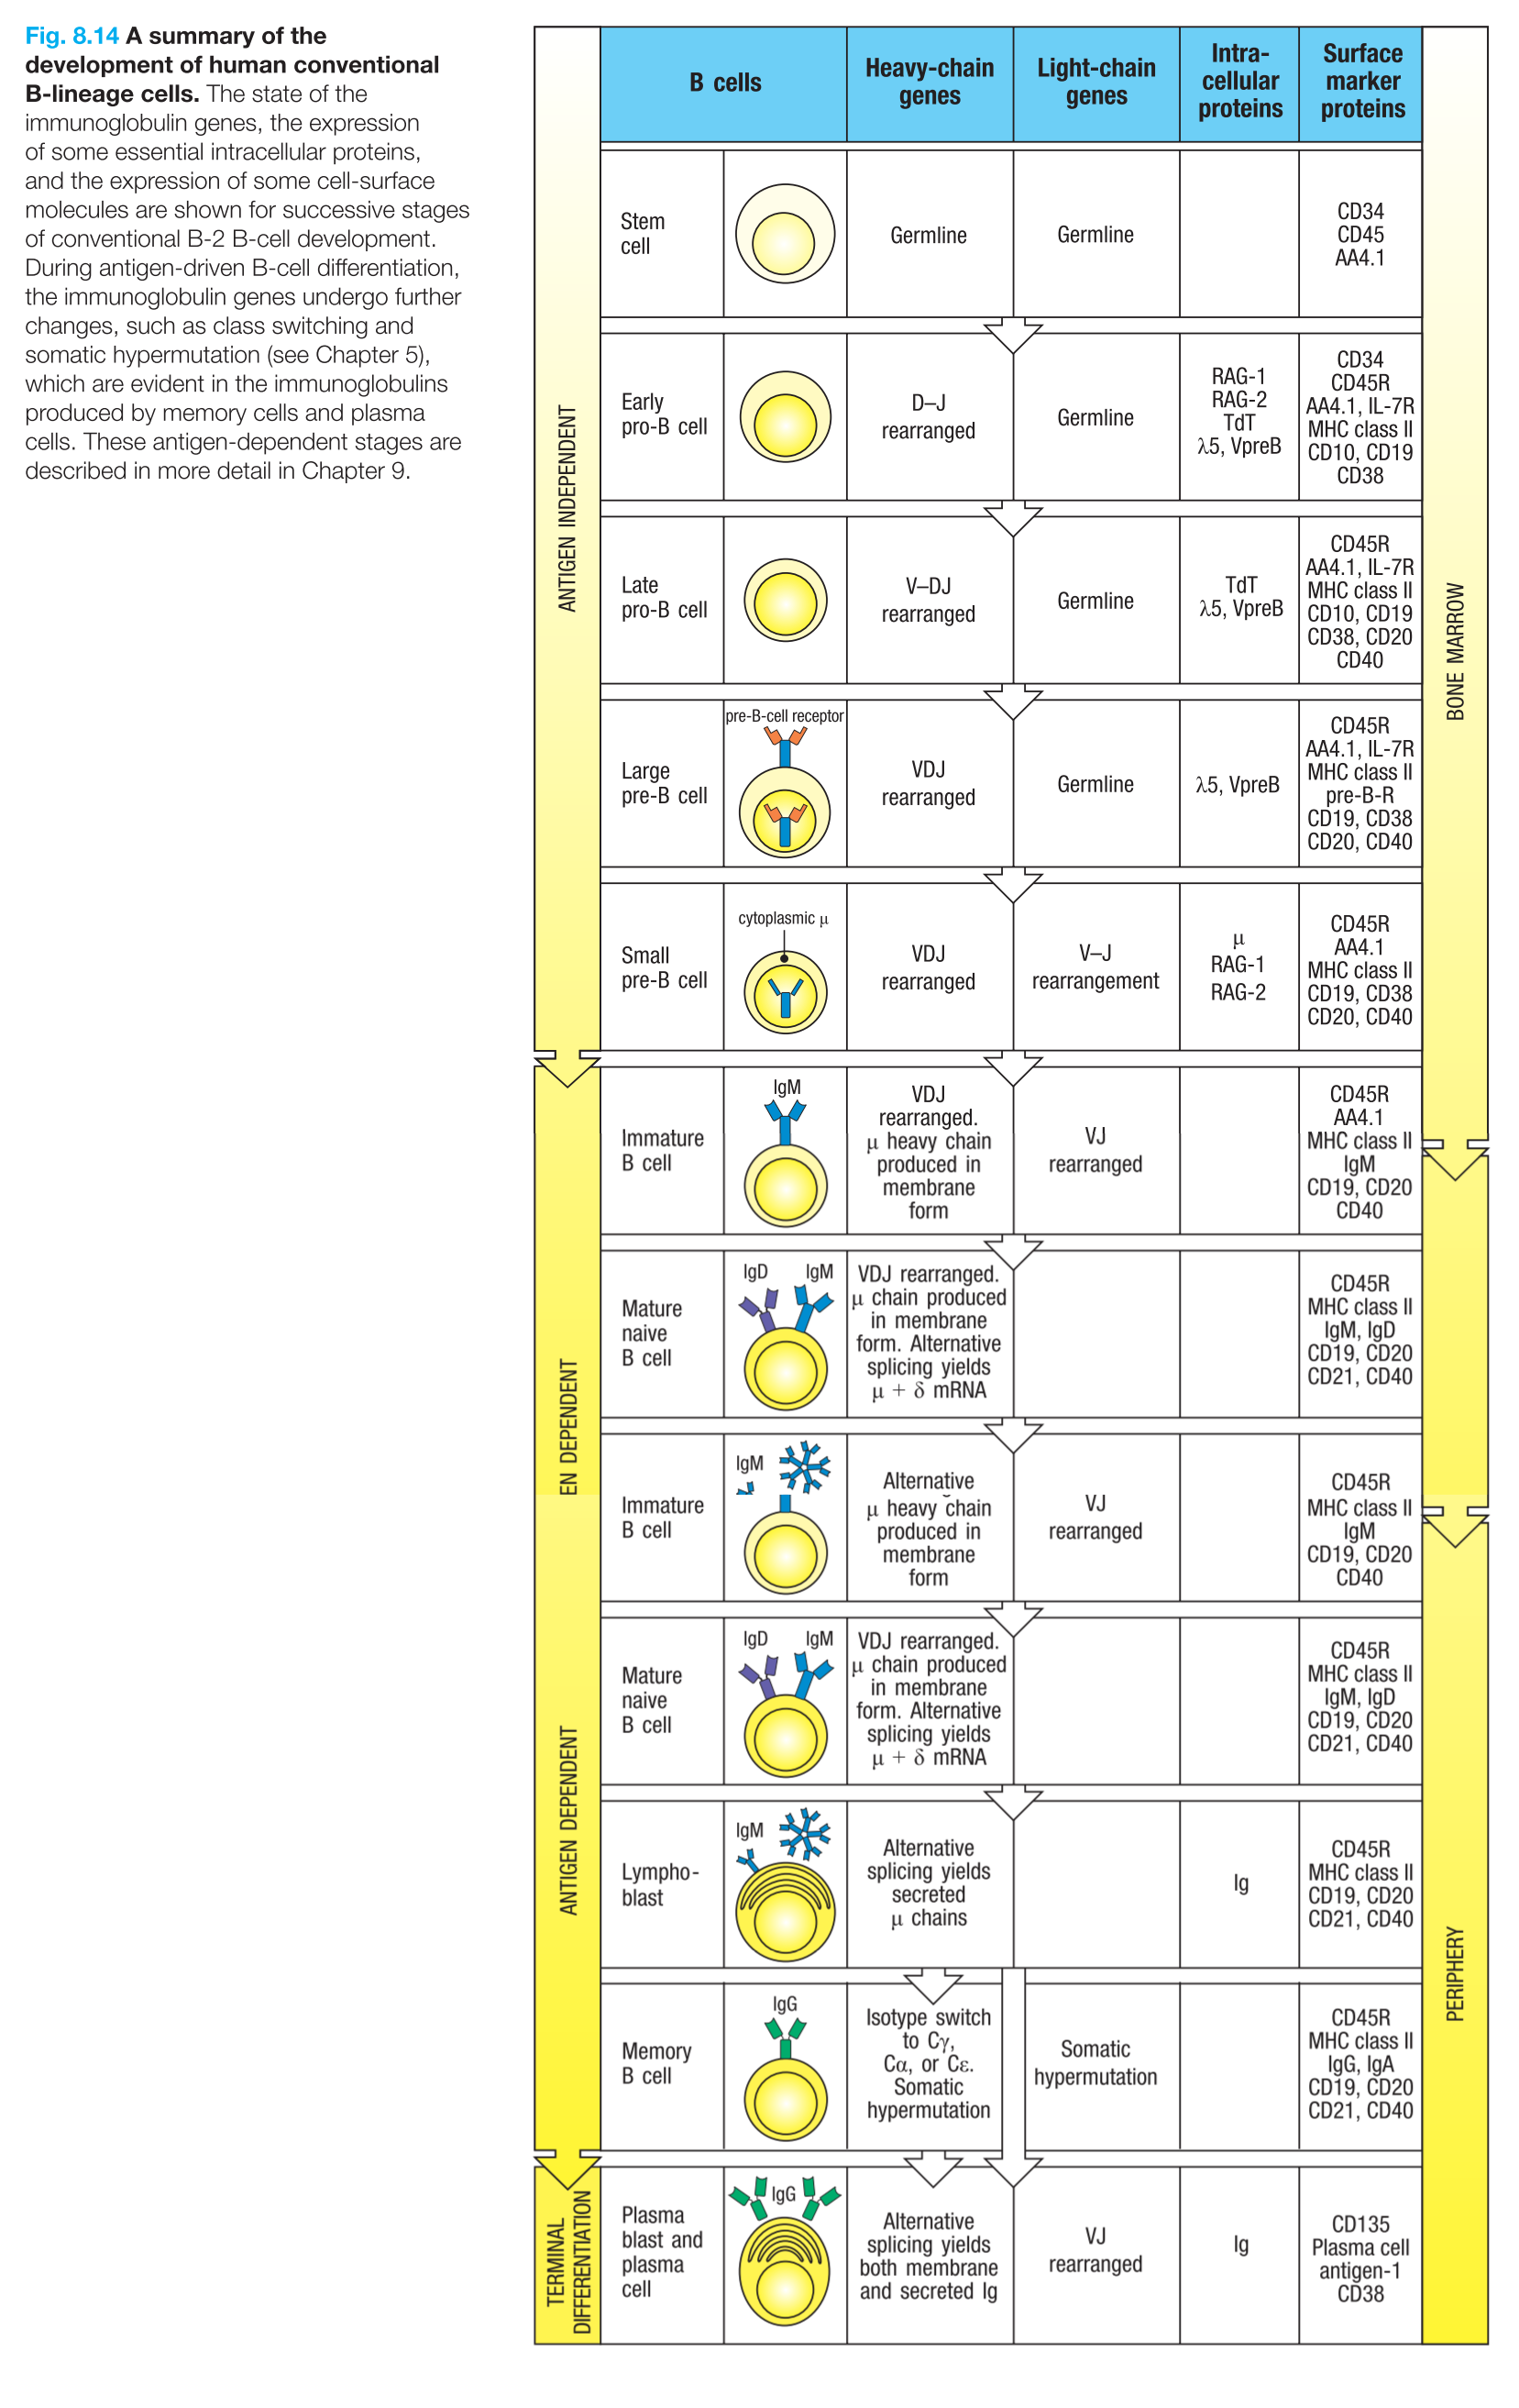 Fig. 8.14 A summary of the
development of human conventional
B-lineage cells. The state of the
immunoglobulin genes, the expression
of some essential intracellular proteins,
and the expression of some cell-surface
molecules are shown for successive stages
of conventional B-2 B-cell development.
During antigen-driven B-cell differentiation,
the immunoglobulin genes undergo further
changes, such as class switching and
somatic hypermutation (see Chapter 5),
which are evident in the immunoglobulins
produced by memory cells and plasma
cells. These antigen-dependent stages are
described in more detail in Chapter 9.
B cells
Heavy-chain
genes
Light-chain
genes
Intra-
cellular
proteins
Surface
marker
proteins
ANTIGEN INDEPENDENT
BONE MARROW
Stem
cell
Germline
Germline
CD34
CD45
AA4.1
Early
pro-B cell
D–J
rearranged
Germline
RAG-1
RAG-2
TdT
λ5, VpreB
CD34
CD45R
AA4.1, IL-7R
MHC class II
CD10, CD19
CD38
Late
pro-B cell
V–DJ
rearranged
Germline
TdT
λ5, VpreB
CD45R
AA4.1, IL-7R
MHC class II
CD10, CD19
CD38, CD20
CD40
Large
pre-B cell
pre-B-cell receptor
VDJ
rearranged
Germline
λ5, VpreB
CD45R
AA4.1, IL-7R
MHC class II
pre-B-R
CD19, CD38
CD20, CD40
Small
pre-B cell
cytoplasmic μ
VDJ
rearranged
V–J
rearrangement
μ
RAG-1
RAG-2
CD45R
AA4.1
MHC class II
CD19, CD38
CD20, CD40
Immature
B cell
IgM
VDJ
rearranged.
μ heavy chain
produced in
membrane
form
VJ
rearranged
CD45R
AA4.1
MHC class II
IgM
CD19, CD20
CD40
Mature
naive
B cell
IgD
IgM
VDJ rearranged.
μ chain produced
in membrane
form. Alternative
splicing yields
μ + δ mRNA
CD45R
MHC class II
IgM, IgD
CD19, CD20
CD21, CD40
EN DEPENDENT
Immature
B cell
IgM
Alternative
μ heavy chain
produced in
membrane
form
VJ
rearranged
CD45R
MHC class II
IgM
CD19, CD20
CD40
ANTIGEN DEPENDENT
PERIPHERY
Mature
naive
B cell
IgD
IgM
VDJ rearranged.
μ chain produced
in membrane
form. Alternative
splicing yields
μ + δ mRNA
CD45R
MHC class II
IgM, IgD
CD19, CD20
CD21, CD40
Lympho-
blast
IgM
Alternative
splicing yields
secreted
μ chains
Ig
CD45R
MHC class II
CD19, CD20
CD21, CD40
Memory
B cell
IgG
Isotype switch
to Cγ,
Cα, or Cε.
Somatic
hypermutation
Somatic
hypermutation
CD45R
MHC class II
IgG, IgA
CD19, CD20
CD21, CD40
TERMINAL
DIFFERENTIATION
Plasma
blast and
plasma
cell
IgG
Alternative
splicing yields
both membrane
and secreted Ig
VJ
rearranged
Ig
CD135
Plasma cell
antigen-1
CD38